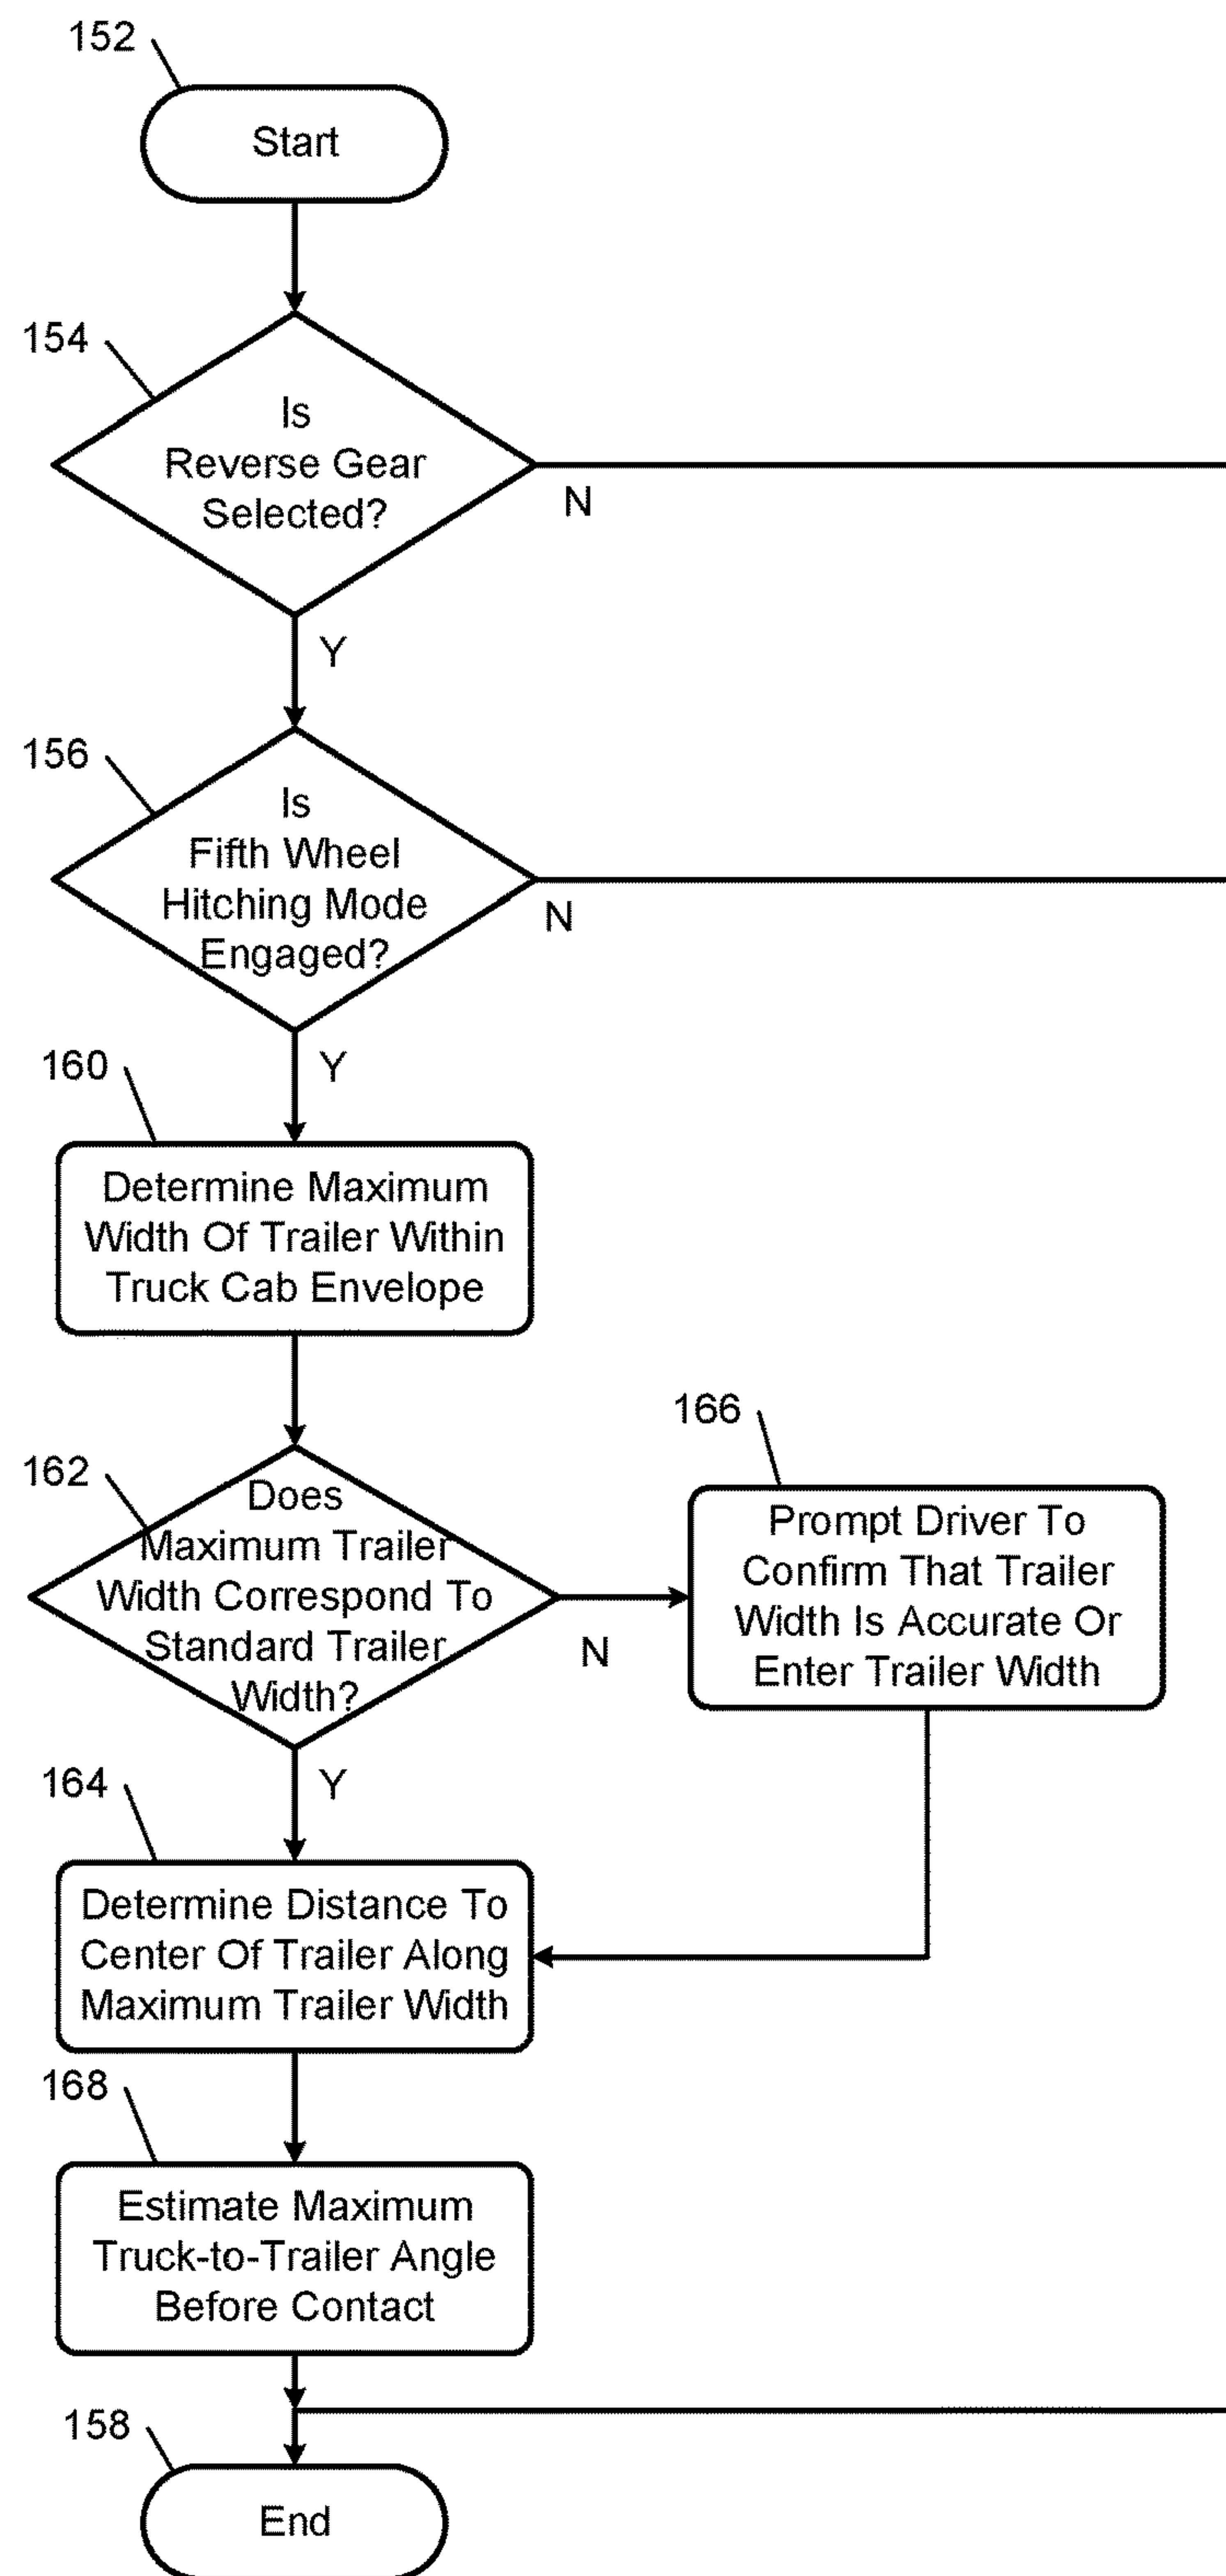 152
Start
154
Is
Reverse Gear
Selected?
N
Y
156
Is
Fifth Wheel
Hitching Mode
Engaged?
N
Y
160
Determine Maximum
Width Of Trailer Within
Truck Cab Envelope
162
Does
Maximum Trailer
Width Correspond To
Standard Trailer
Width?
N
Y
166
Prompt Driver To
Confirm That Trailer
Width Is Accurate Or
Enter Trailer Width
164
Determine Distance To
Center Of Trailer Along
Maximum Trailer Width
168
Estimate Maximum
Truck-to-Trailer Angle
Before Contact
158
End